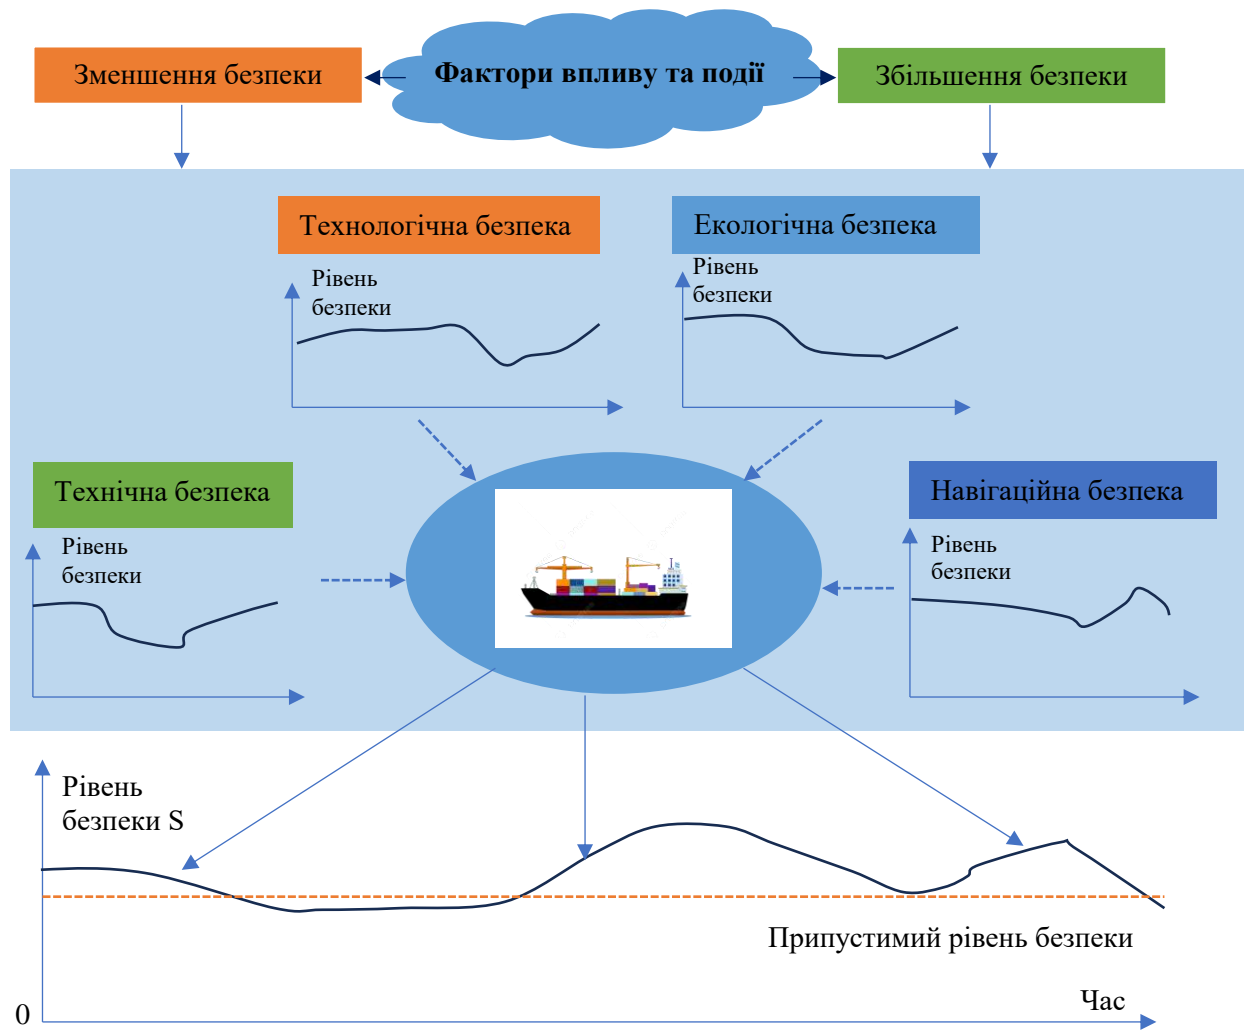 Зменшення безпеки
Фактори впливу та події
Збільшення безпеки
Технологічна безпека
Екологічна безпека
Рівень
безпеки
Рівень
безпеки
Технічна безпека
Навігаційна безпека
Рівень
безпеки
Рівень
безпеки
Рівень
безпеки S
Припустимий рівень безпеки
Час
0